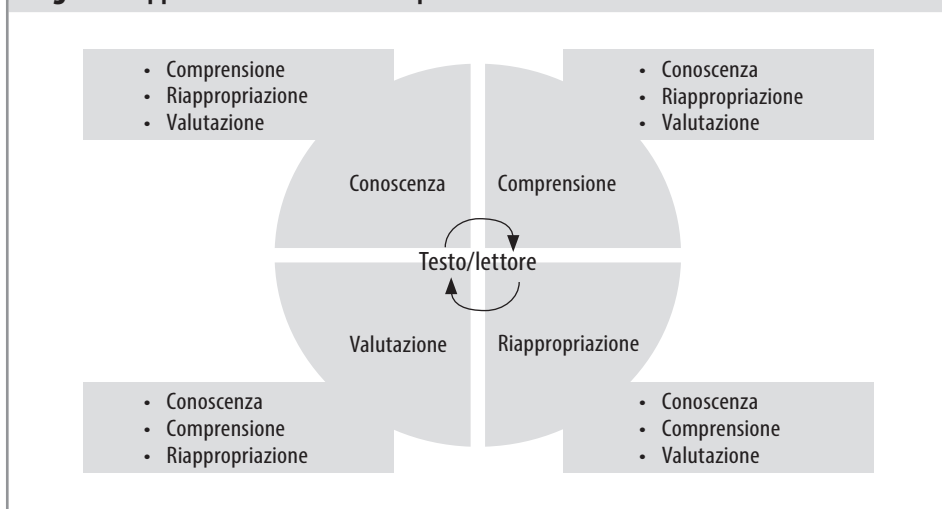 • Comprensione
• Riappropriazione
• Valutazione
• Conoscenza
• Riappropriazione
• Valutazione
Conoscenza
Comprensione
Testo/lettore
Valutazione
Riappropriazione
• Conoscenza
• Comprensione
• Riappropriazione
• Conoscenza
• Comprensione
• Valutazione